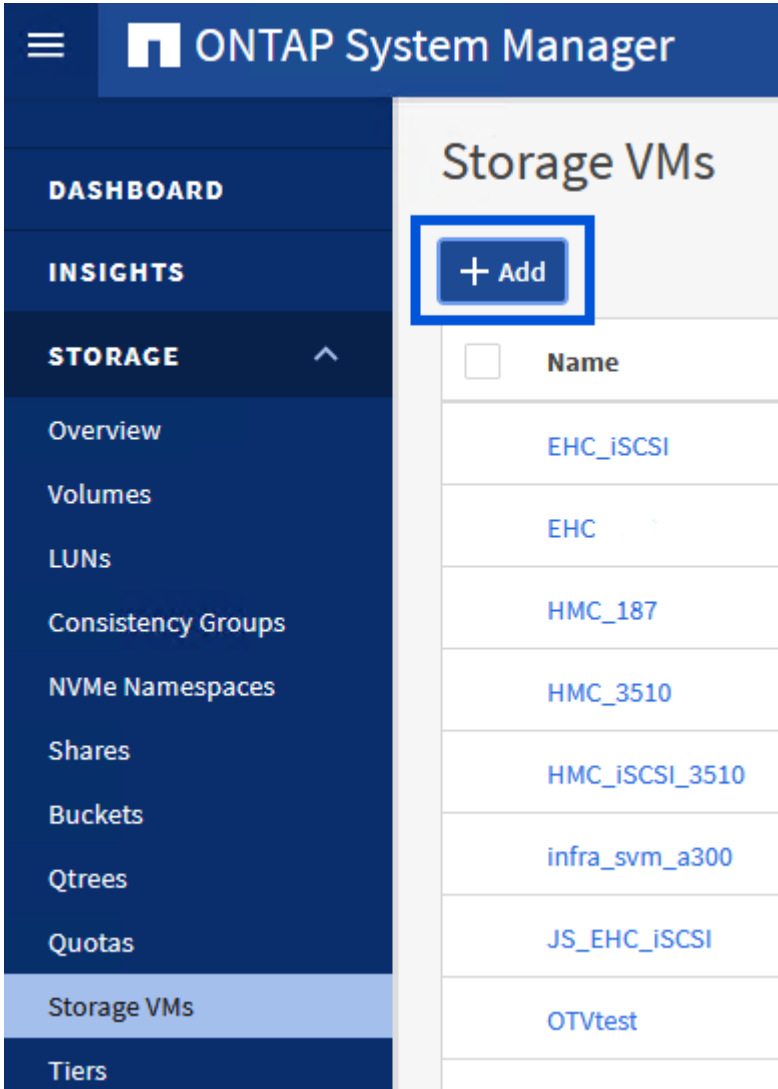 ONTAP System Manager
DASHBOARD
INSIGHTS
STORAGE
Overview
Volumes
LUNs
Consistency Groups
NVMe Namespaces
Shares
Buckets
Qtrees
Quotas
Storage VMs
Tiers
Storage VMs
+ Add
Name
EHC_iSCSI
EHC
HMC_187
HMC_3510
HMC_iSCSI_3510
infra_svm_a300
JS_EHC_iSCSI
OTVtest